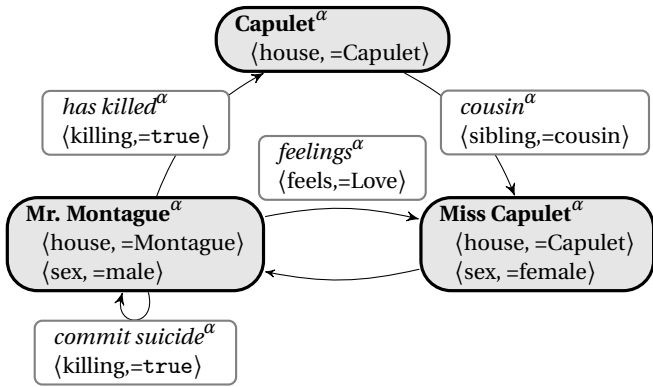 Capulet^α
⟨house, =Capulet⟩
has killed^α
⟨killing,=true⟩
cousin^α
⟨sibling,=cousin⟩
feelings^α
⟨feels,=Love⟩
Mr. Montague^α
⟨house, =Montague⟩
⟨sex, =male⟩
Miss Capulet^α
⟨house, =Capulet⟩
⟨sex, =female⟩
commit suicide^α
⟨killing,=true⟩